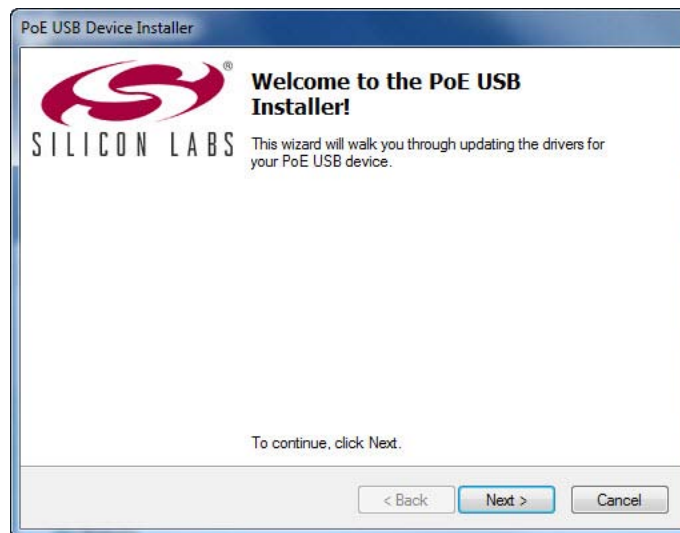 PoE USB Device Installer
®
SILICON LABS
Welcome to the PoE USB
Installer!
This wizard will walk you through updating the drivers for
your PoE USB device.
To continue, click Next.
< Back
Next >
Cancel